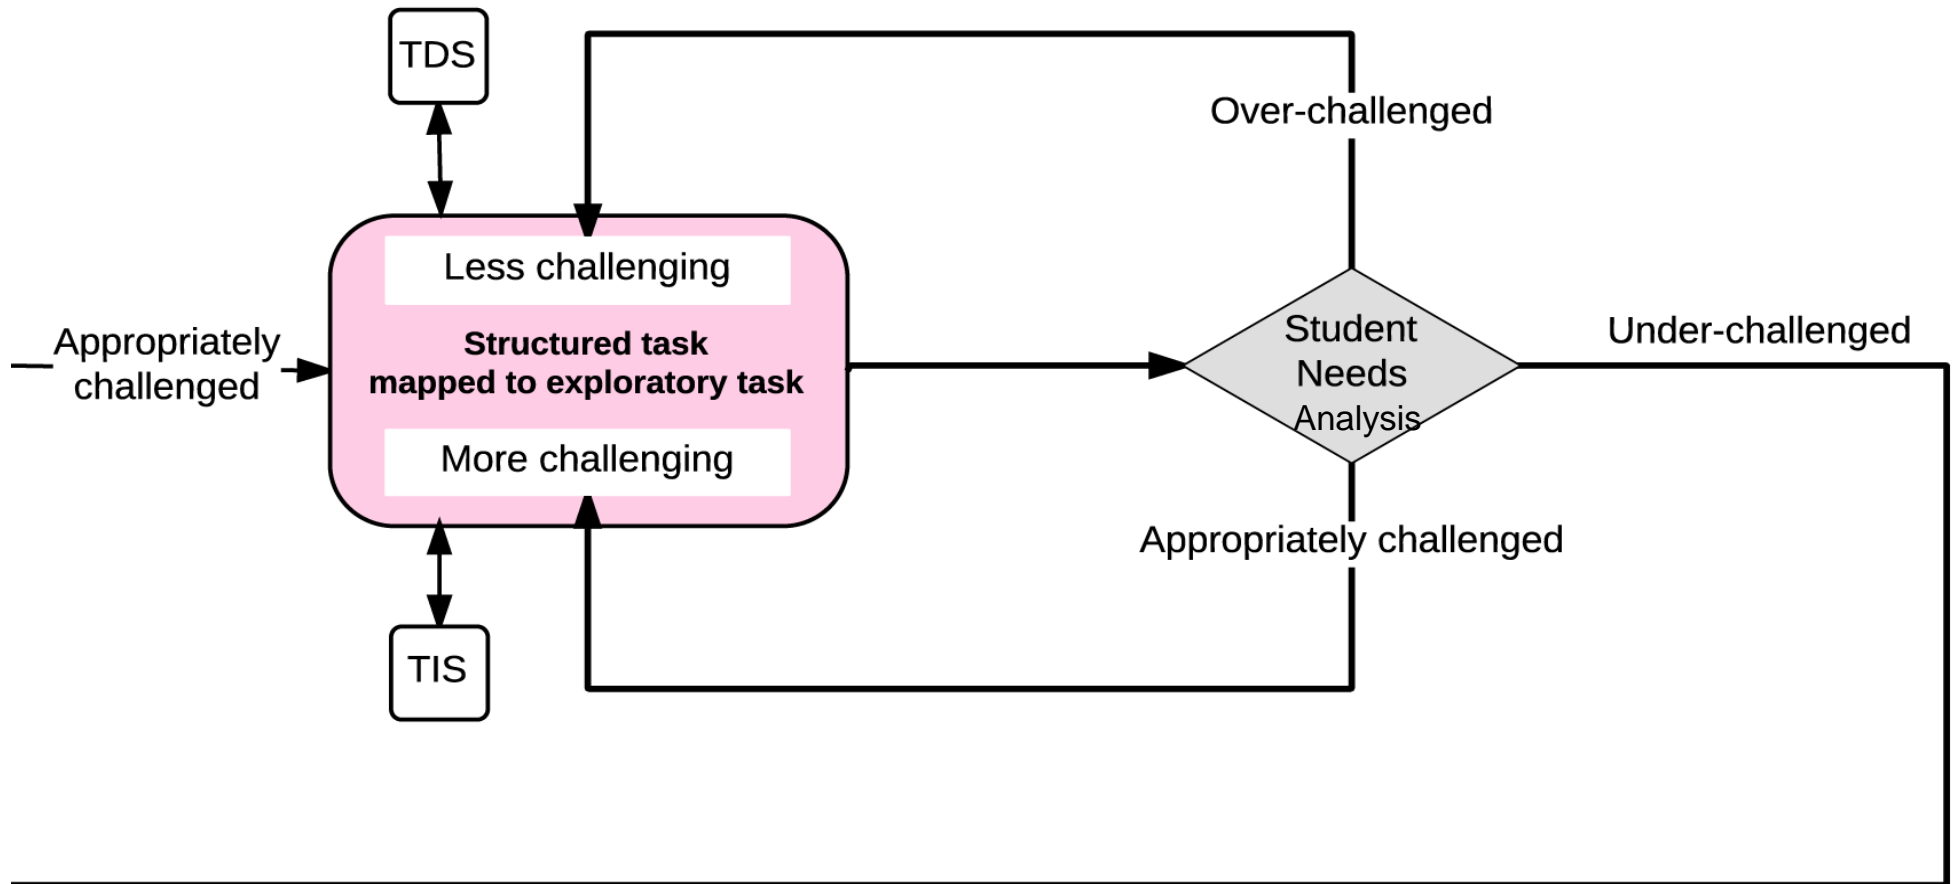 TDS
Over-challenged
Less challenging
Appropriately
challenged
Structured task
mapped to exploratory task
Student
Needs
Analysis
Under-challenged
More challenging
Appropriately challenged
TIS